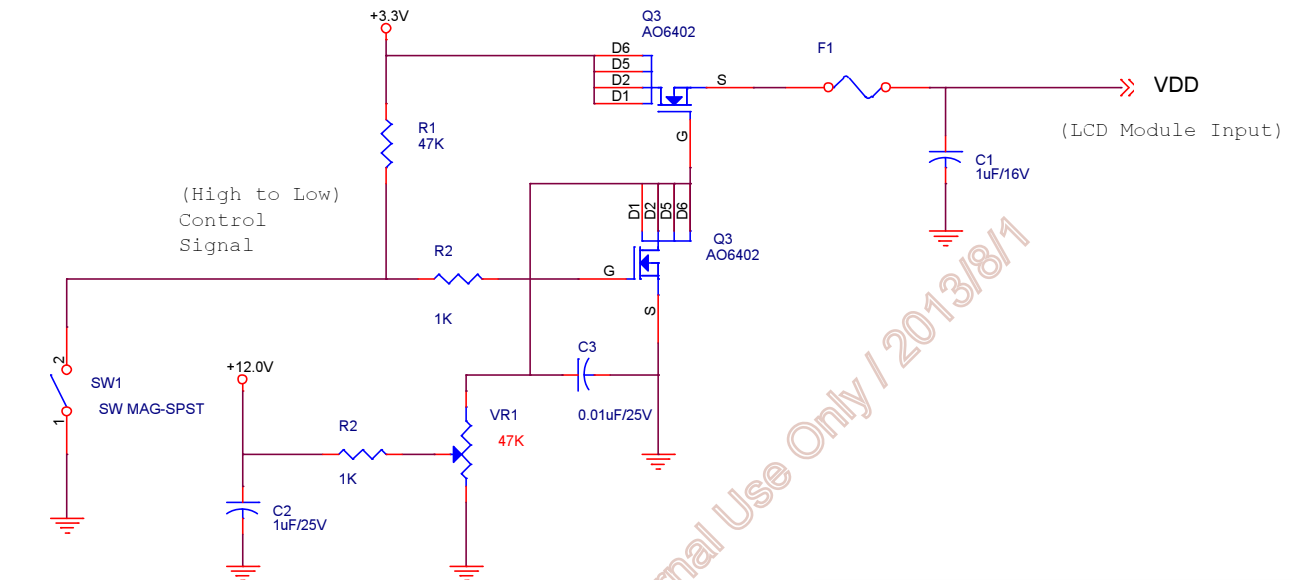 +3.3V
Q3
AO6402
D6
D5
D2
D1
S
G
F1
VDD
(LCD Module Input)
R1
47K
C1
1uF/16V
(High to Low)
Control
Signal
D1
D2
D5
D6
Q3
AO6402
R2
1K
G
S
2
1
SW1
SW MAG-SPST
+12.0V
C3
0.01uF/25V
VR1
47K
R2
1K
C2
1uF/25V
nal Use Only / 2013/8/1